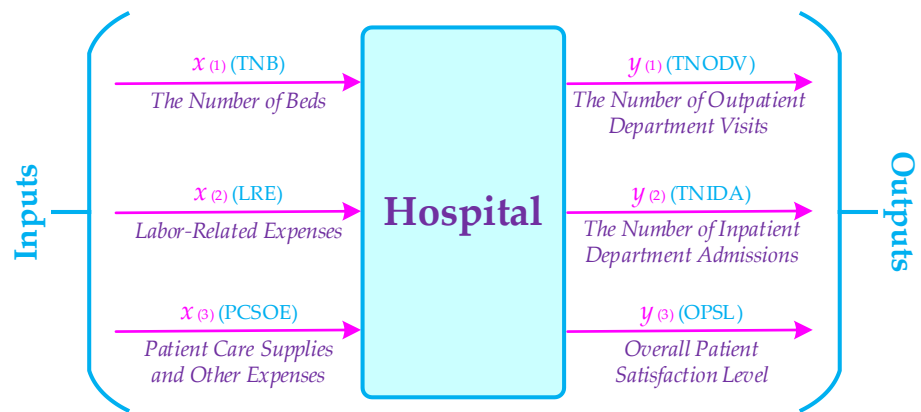 Inputs
x (1) (TNB)
The Number of Beds
x (2) (LRE)
Labor-Related Expenses
x (3) (PCSOE)
Patient Care Supplies
and Other Expenses
Hospital
y (1) (TNODV)
The Number of Outpatient
Department Visits
y (2) (TNIDA)
The Number of Inpatient
Department Admissions
y (3) (OPSL)
Overall Patient
Satisfaction Level
Outputs